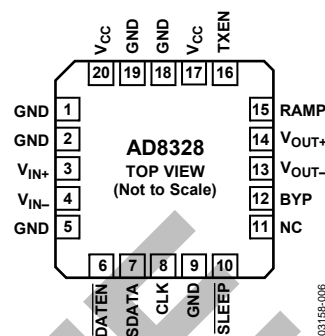 VCC
GND
GND
VCC
TXEN
20 19 18 17 16
GND 1
GND 2
VIN+ 3
VIN– 4
GND 5
AD8328
TOP VIEW
(Not to Scale)
15 RAMP
14 VOUT+
13 VOUT–
12 BYP
11 NC
6 7 8 9 10
DATEN
SDATA
CLK
GND
SLEEP
03158-006